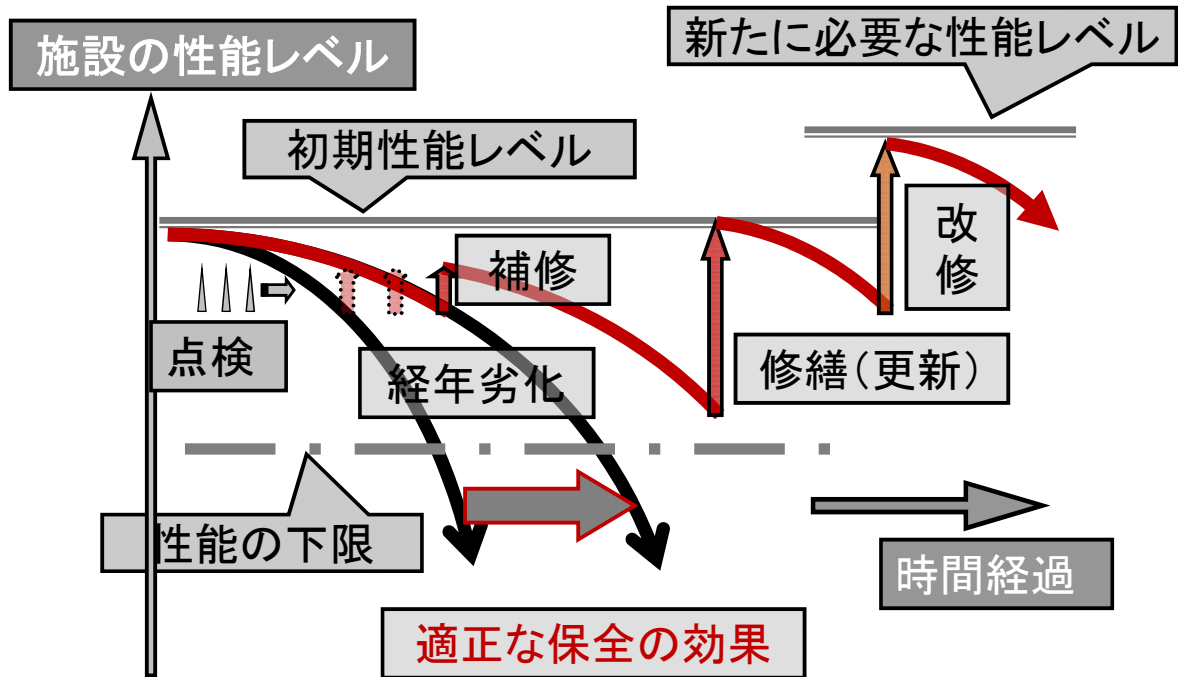 施設の性能レベル
新たに必要な性能レベル
初期性能レベル
補修
改
修
点検
経年劣化
修繕（更新）
性能の下限
時間経過
適正な保全の効果